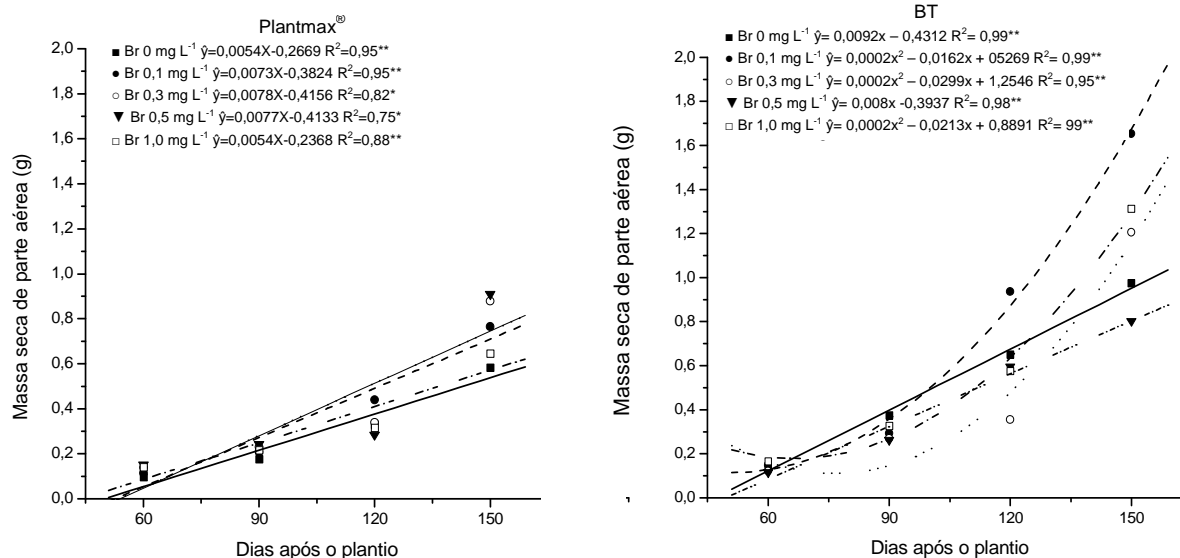 Plantmax®
Br 0 mg L⁻¹ ŷ=0,0054X-0,2669 R²=0,95**
Br 0,1 mg L⁻¹ ŷ=0,0073X-0,3824 R²=0,95**
Br 0,3 mg L⁻¹ ŷ=0,0078X-0,4156 R²=0,82*
Br 0,5 mg L⁻¹ ŷ=0,0077X-0,4133 R²=0,75*
Br 1,0 mg L⁻¹ ŷ=0,0054X-0,2368 R²=0,88**
Massa seca de parte aérea (g)
2,0
1,8
1,6
1,4
1,2
1,0
0,8
0,6
0,4
0,2
0,0
60 90 120 150
Dias após o plantio
BT
Br 0 mg L⁻¹ ŷ= 0,0092x – 0,4312 R²= 0,99**
Br 0,1 mg L⁻¹ ŷ= 0,0002x² – 0,0162x + 05269 R²= 0,99**
Br 0,3 mg L⁻¹ ŷ= 0,0002x² – 0,0299x + 1,2546 R²= 0,95**
Br 0,5 mg L⁻¹ ŷ= 0,008x -0,3937 R²= 0,98**
Br 1,0 mg L⁻¹ ŷ= 0,0002x² – 0,0213x + 0,8891 R²= 99**
Massa seca de parte aérea (g)
2,0
1,8
1,6
1,4
1,2
1,0
0,8
0,6
0,4
0,2
0,0
60 90 120 150
Dias após o plantio